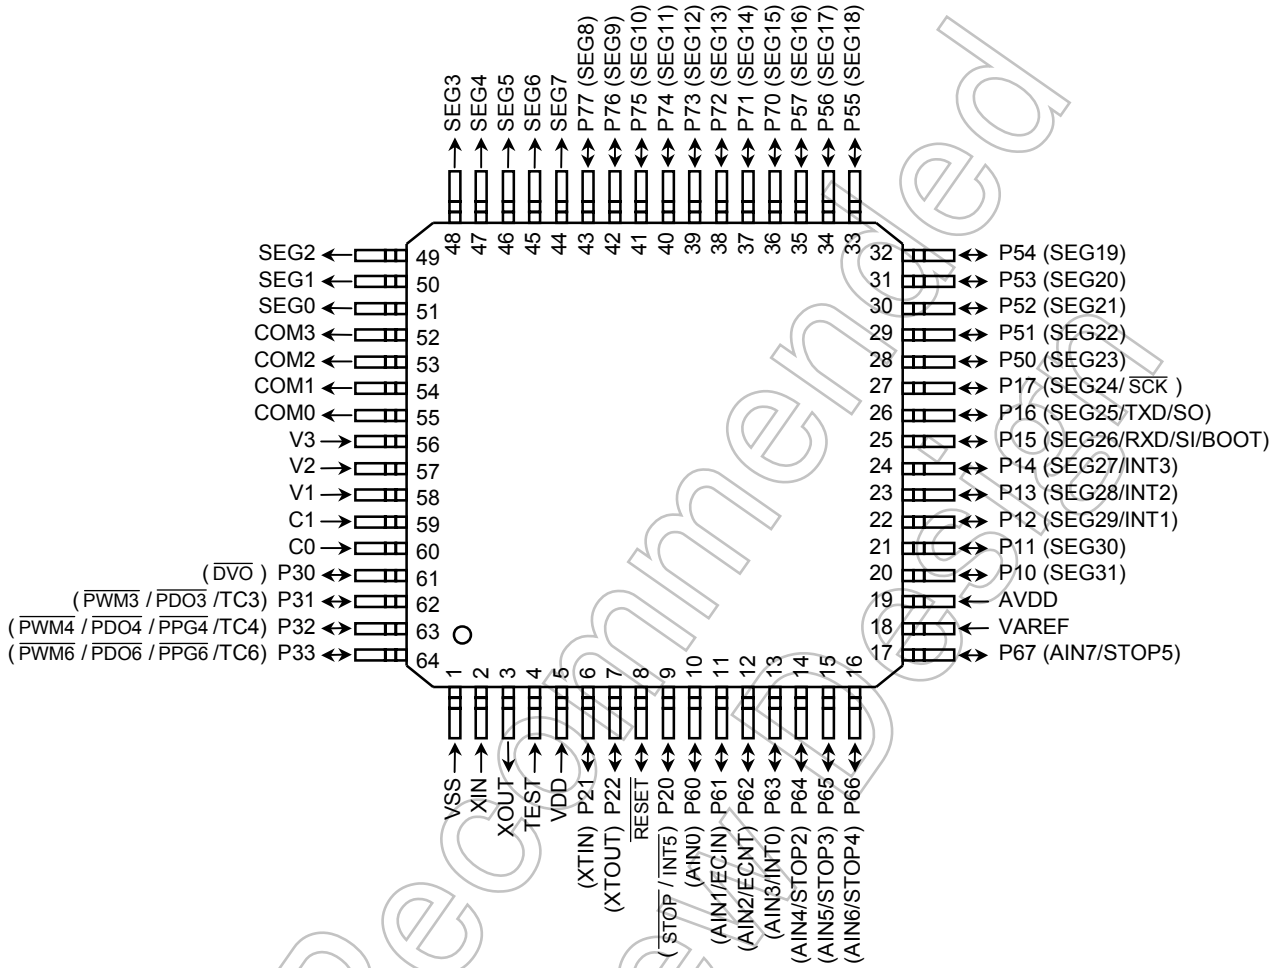 SEG3
SEG4
SEG5
SEG6
SEG7
P77 (SEG8)
P76 (SEG9)
P75 (SEG10)
P74 (SEG11)
P73 (SEG12)
P72 (SEG13)
P71 (SEG14)
P70 (SEG15)
P57 (SEG16)
P56 (SEG17)
P55 (SEG18)
48
47
46
45
44
43
42
41
40
39
38
37
36
35
34
33
SEG2 49
SEG1 50
SEG0 51
COM3 52
COM2 53
COM1 54
COM0 55
V3 56
V2 57
V1 58
C1 59
C0 60
( DVO ) P30 61
( PWM3 / PDO3 /TC3) P31 62
( PWM4 / PDO4 / PPG4 /TC4) P32 63
( PWM6 / PDO6 / PPG6 /TC6) P33 64
32 P54 (SEG19)
31 P53 (SEG20)
30 P52 (SEG21)
29 P51 (SEG22)
28 P50 (SEG23)
27 P17 (SEG24/ SCK )
26 P16 (SEG25/TXD/SO)
25 P15 (SEG26/RXD/SI/BOOT)
24 P14 (SEG27/INT3)
23 P13 (SEG28/INT2)
22 P12 (SEG29/INT1)
21 P11 (SEG30)
20 P10 (SEG31)
19 AVDD
18 VAREF
17 P67 (AIN7/STOP5)
1
2
3
4
5
6
7
8
9
10
11
12
13
14
15
16
VSS
XIN
XOUT
TEST
VDD
(XTIN) P21
(XTOUT) P22
RESET
( STOP / INT5 ) P20
(AIN0) P60
(AIN1/ECIN) P61
(AIN2/ECNT) P62
(AIN3/INT0) P63
(AIN4/STOP2) P64
(AIN5/STOP3) P65
(AIN6/STOP4) P66
Recommended
New Design